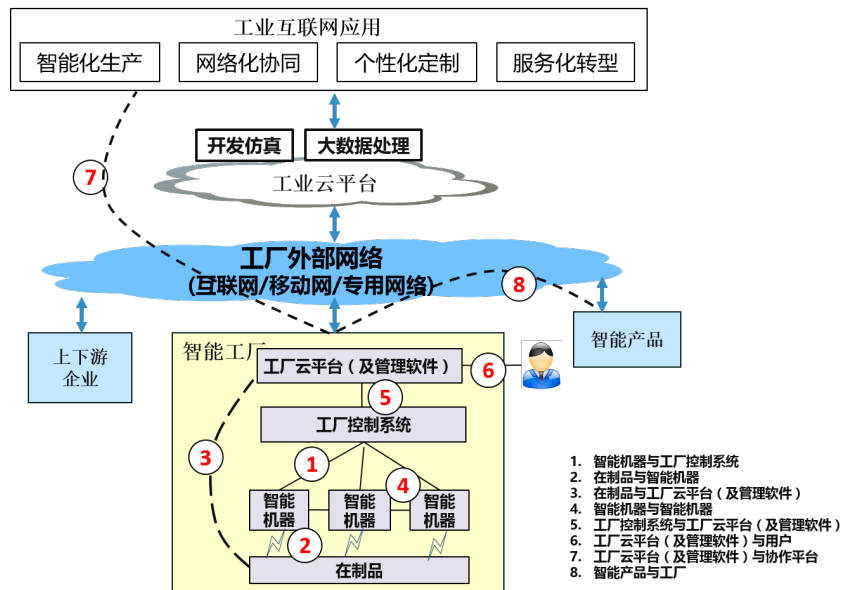 工业互联网应用
智能化生产
网络化协同
个性化定制
服务化转型
开发仿真
大数据处理
工业云平台
7
工厂外部网络
(互联网/移动网/专用网络)
8
上下游
企业
智能工厂
智能产品
工厂云平台（及管理软件）
6
5
工厂控制系统
3
1
4
智能
机器
智能
机器
智能
机器
2
在制品
1. 智能机器与工厂控制系统
2. 在制品与智能机器
3. 在制品与工厂云平台（及管理软件）
4. 智能机器与智能机器
5. 工厂控制系统与工厂云平台（及管理软件）
6. 工厂云平台（及管理软件）与用户
7. 工厂云平台（及管理软件）与协作平台
8. 智能产品与工厂